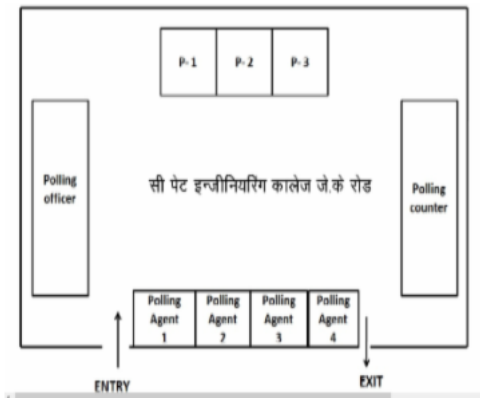 P-1 P-2 P-3
Polling
officer
सी पेट इन्जीनियरिंग कालेज जे.के रोड
Polling
counter
Polling
Agent
1
Polling
Agent
2
Polling
Agent
3
Polling
Agent
4
ENTRY
EXIT